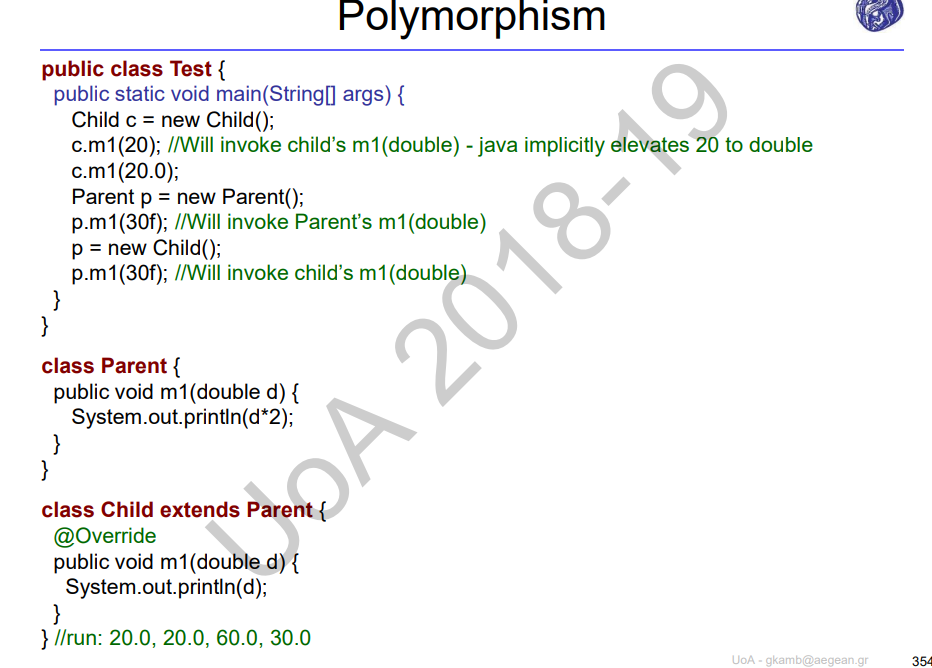 Polymorphism
public class Test {
public static void main(String[] args) {
Child c = new Child();
c.m1(20); //Will invoke child’s m1(double) - java implicitly elevates 20 to double
c.m1(20.0);
Parent p = new Parent();
p.m1(30f); //Will invoke Parent’s m1(double)
p = new Child();
p.m1(30f); //Will invoke child’s m1(double)
}
}
class Parent {
public void m1(double d) {
System.out.println(d*2);
}
}
class Child extends Parent {
@Override
public void m1(double d) {
System.out.println(d);
}
} //run: 20.0, 20.0, 60.0, 30.0
UoA 2018-19
UoA - gkamb@aegean.gr
354